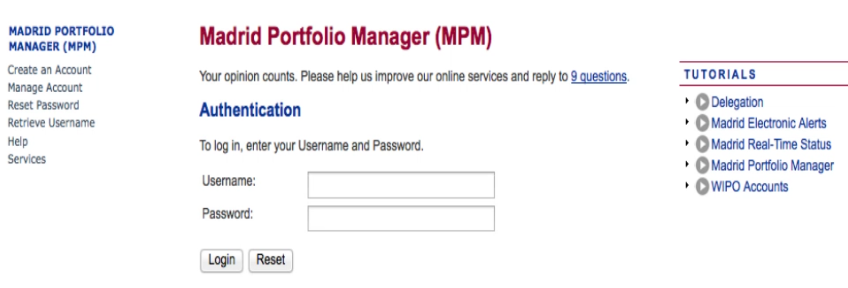 MADRID PORTFOLIO
MANAGER (MPM)
Create an Account
Manage Account
Reset Password
Retrieve Username
Help
Services
Madrid Portfolio Manager (MPM)
Your opinion counts. Please help us improve our online services and reply to 9 questions.
Authentication
To log in, enter your Username and Password.
Username:
Password:
Login Reset
TUTORIALS
Delegation
Madrid Electronic Alerts
Madrid Real-Time Status
Madrid Portfolio Manager
WIPO Accounts